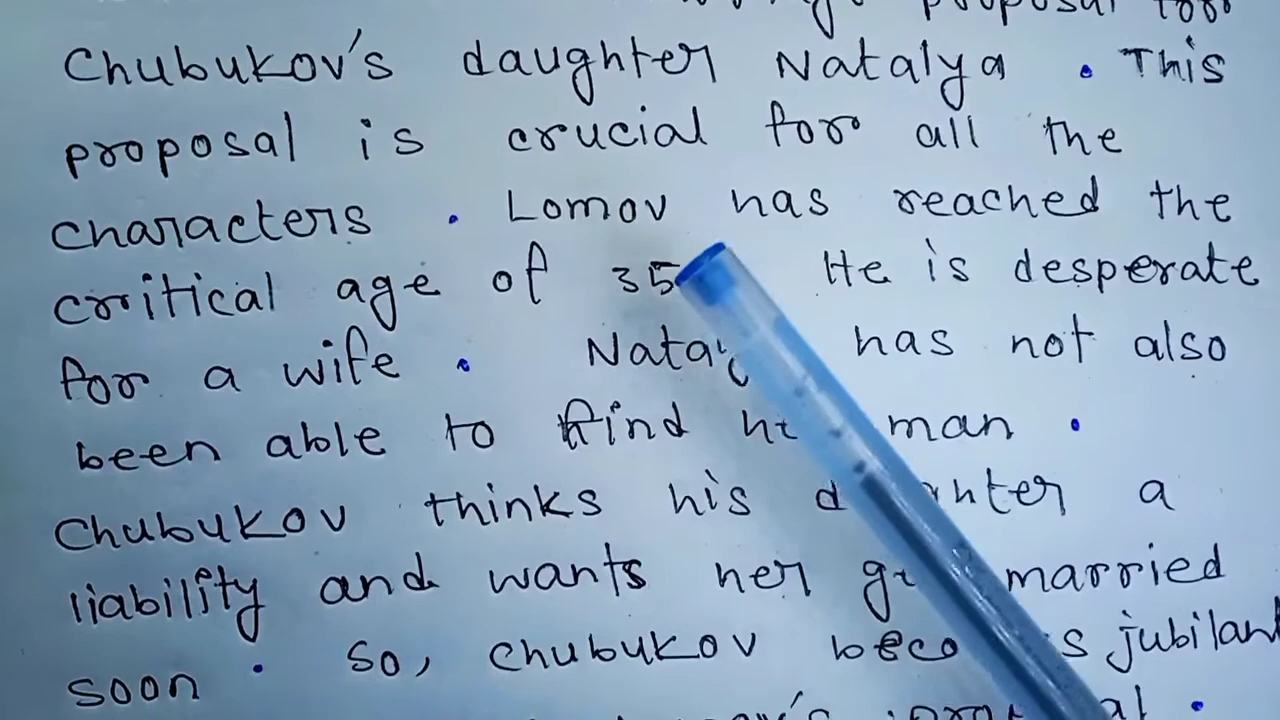 proposal for
Chubukov's daughter Natalya . This
proposal is crucial for all the
characters . Lomov has reached the
critical age of 35 He is desperate
for a wife . has not also
been able to find man .
Chubukov thinks his a
liability and wants her married
soon . So, Chubukov jubilant